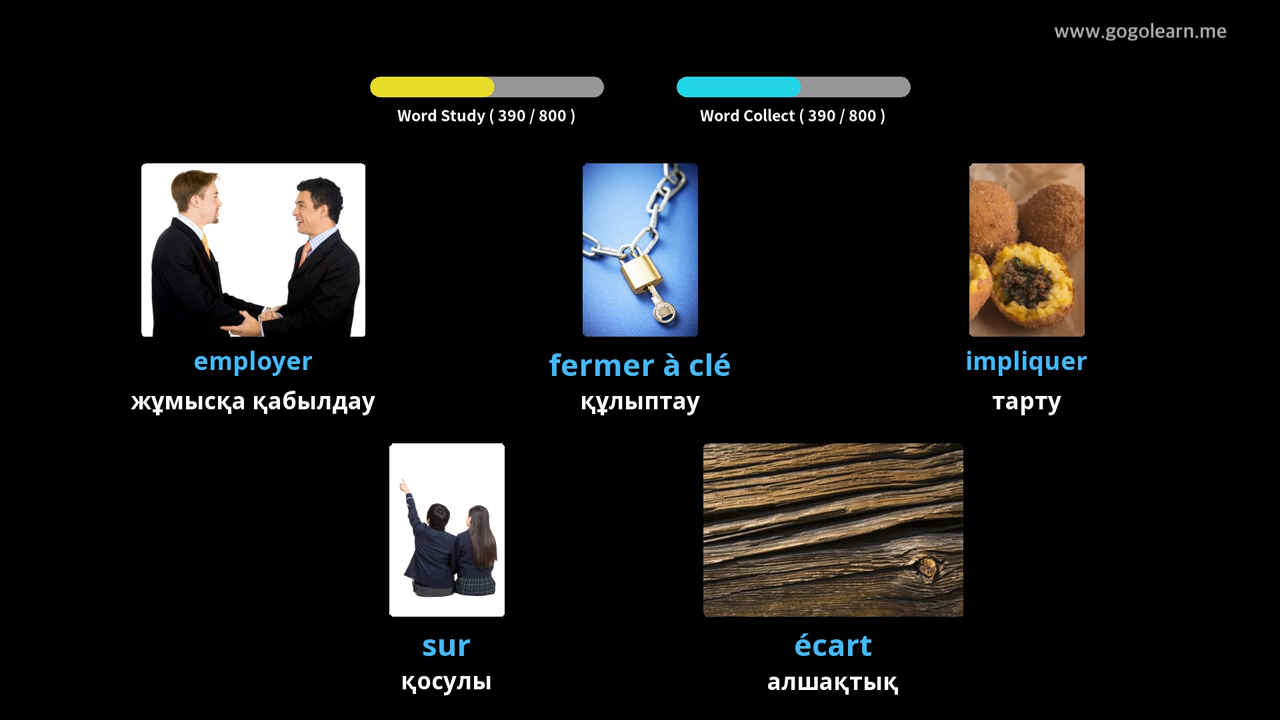 www.gogolearn.me
Word Study ( 390 / 800 )
Word Collect ( 390 / 800 )
employer
жұмысқа қабылдау
fermer à clé
құлыптау
impliquer
тарту
sur
қосулы
écart
алшақтық